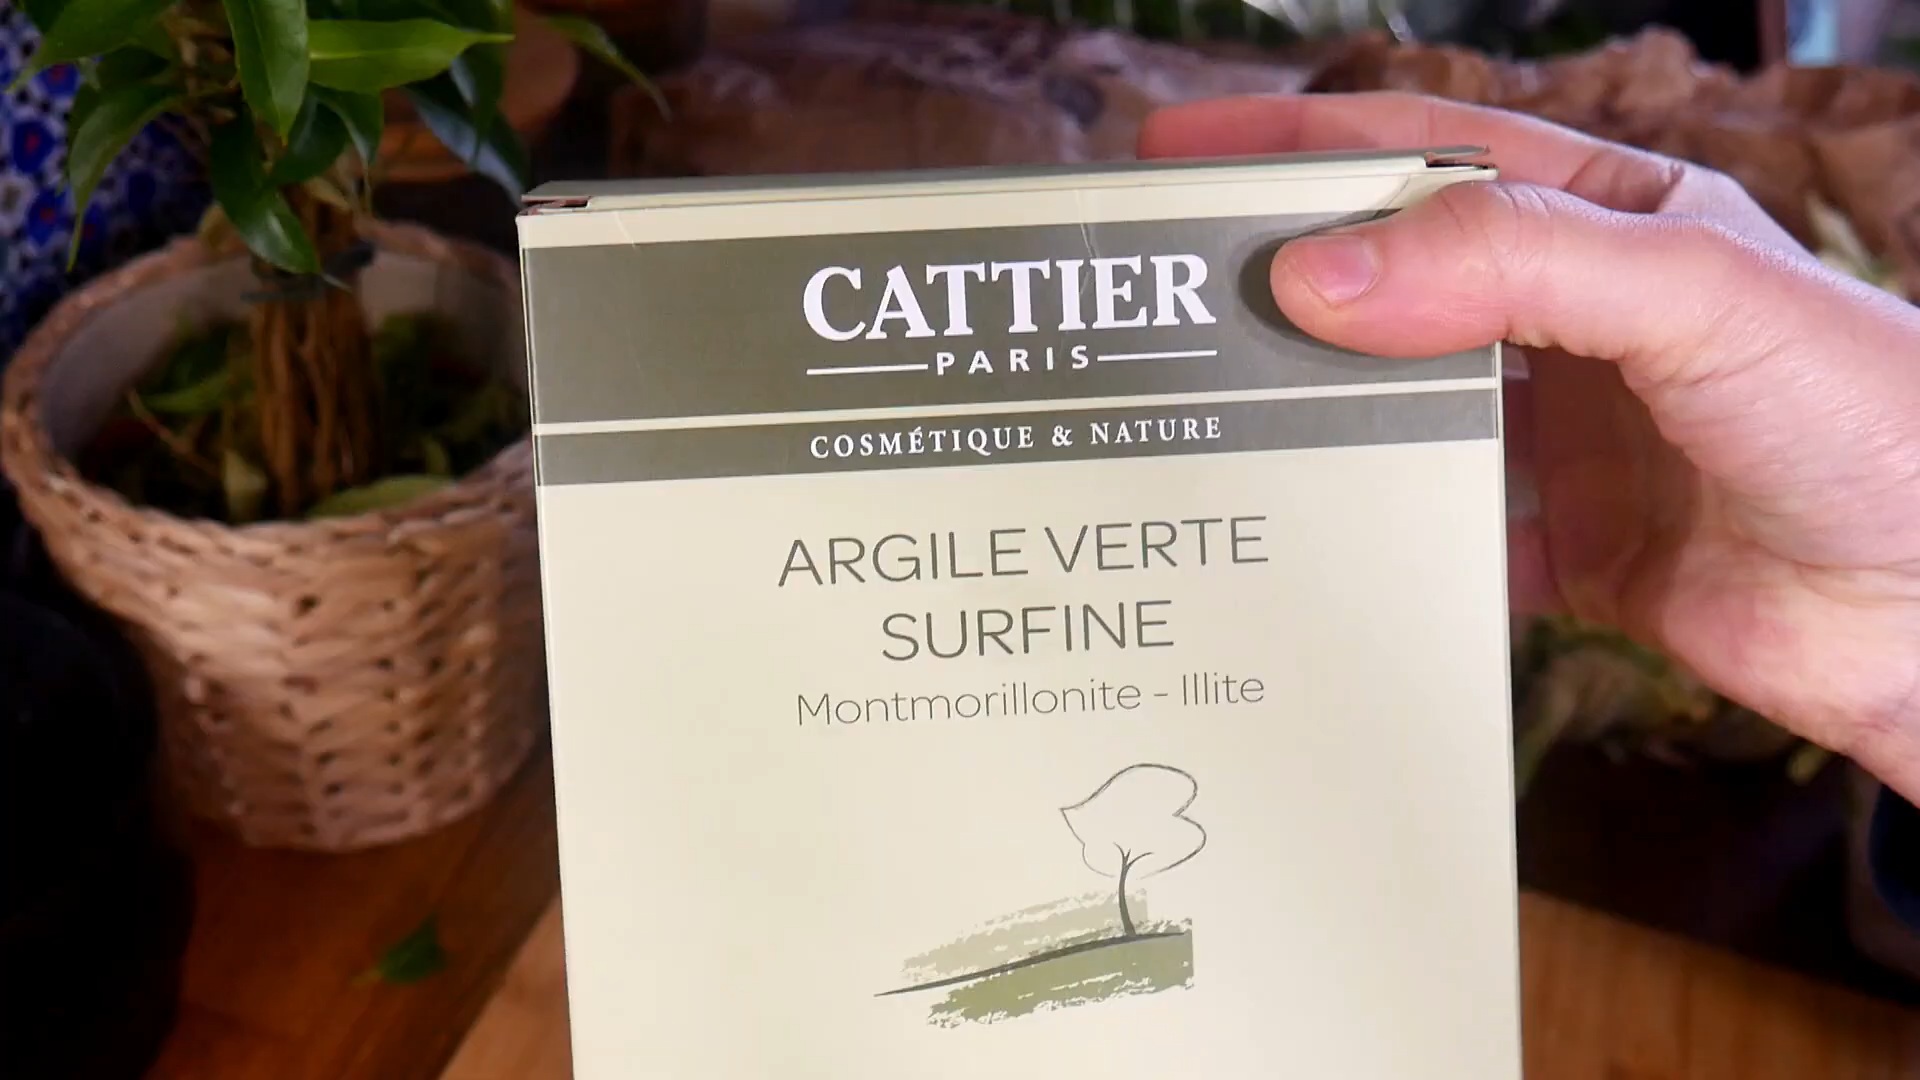 CATTIER
PARIS
COSMÉTIQUE & NATURE
ARGILE VERTE
SURFINE
Montmorillonite - Illite